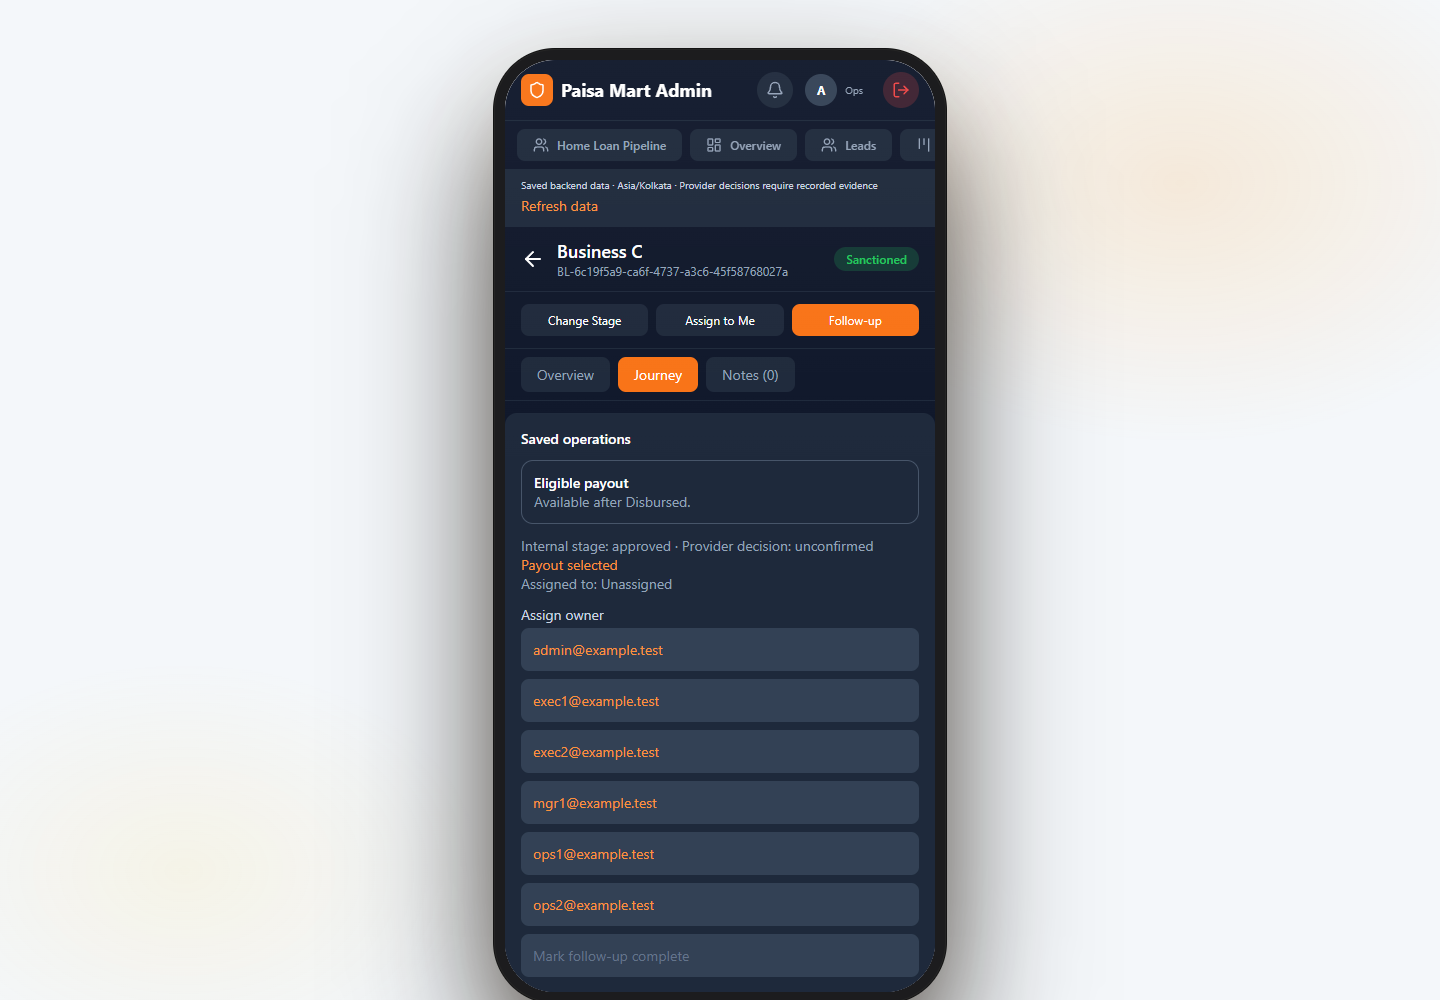 Paisa Mart Admin
A
Ops
Home Loan Pipeline
Overview
Leads
Saved backend data · Asia/Kolkata · Provider decisions require recorded evidence
Refresh data
Business C
BL-6c19f5a9-ca6f-4737-a3c6-45f58768027a
Sanctioned
Change Stage
Assign to Me
Follow-up
Overview
Journey
Notes (0)
Saved operations
Eligible payout
Available after Disbursed.
Internal stage: approved · Provider decision: unconfirmed
Payout selected
Assigned to: Unassigned
Assign owner
admin@example.test
exec1@example.test
exec2@example.test
mgr1@example.test
ops1@example.test
ops2@example.test
Mark follow-up complete